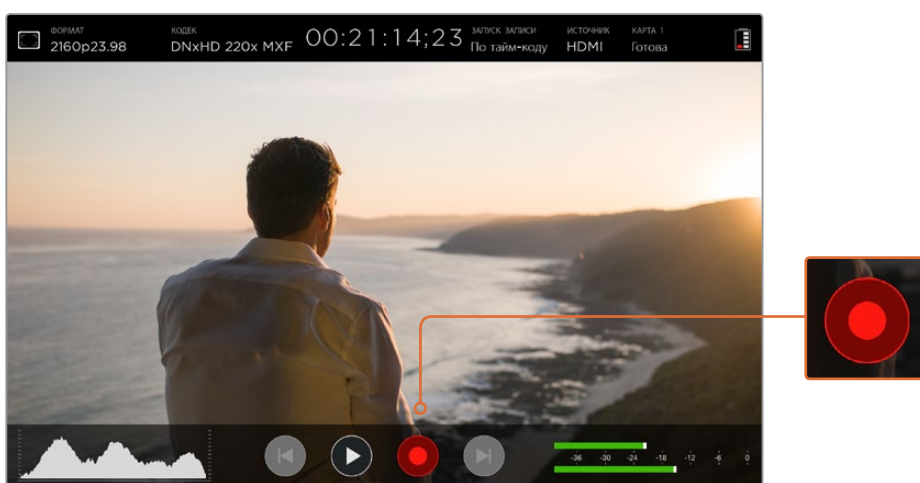 ФОРМАТ
2160p23.98
КОДЕК
DNxHD 220x MXF
00:21:14;23
ЗАПУСК ЗАПИСИ
По тайм-коду
ИСТОЧНИК
HDMI
КАРТА 1
Готова
-36 -30 -24 -18 -12 -6 0